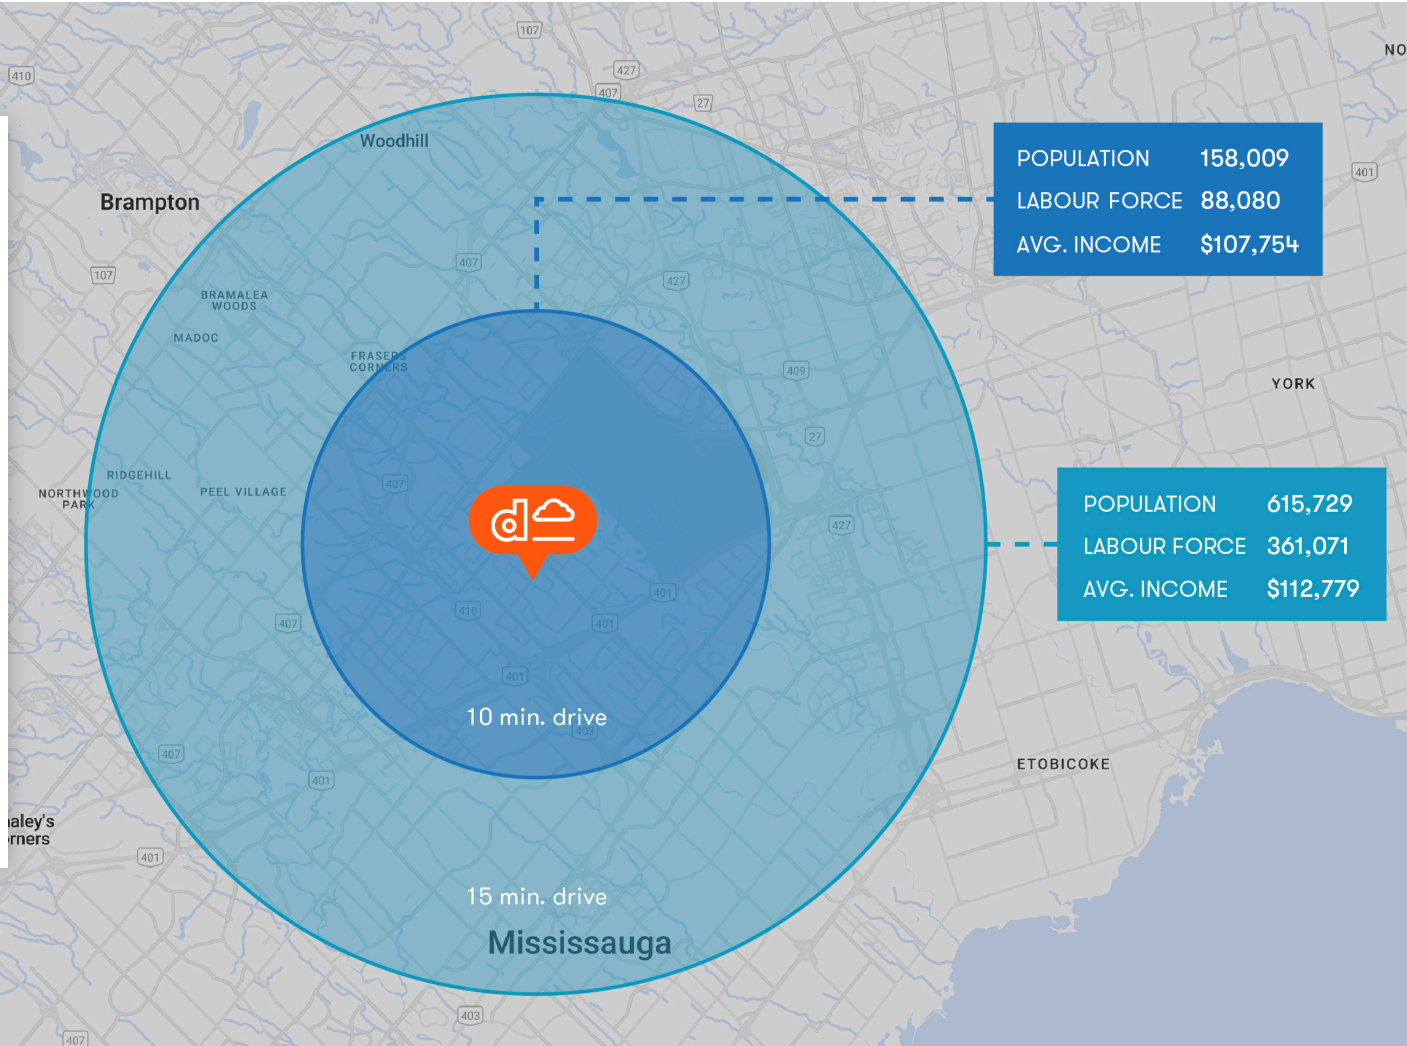 107
410
427
407
27
NO
Woodhill
401
Brampton
POPULATION 158,009
LABOUR FORCE 88,080
AVG. INCOME $107,754
407
107
427
BRAMALEA
WOODS
MADOC
FRASERS
CORNERS
409
YORK
27
RIDGEHILL
PEEL VILLAGE
407
NORTHWOOD
PARK
d
427
POPULATION 615,729
LABOUR FORCE 361,071
AVG. INCOME $112,779
401
410
407
401
401
10 min. drive
403
407
401
ETOBICOKE
haley's
orners
401
15 min. drive
Mississauga
403
407